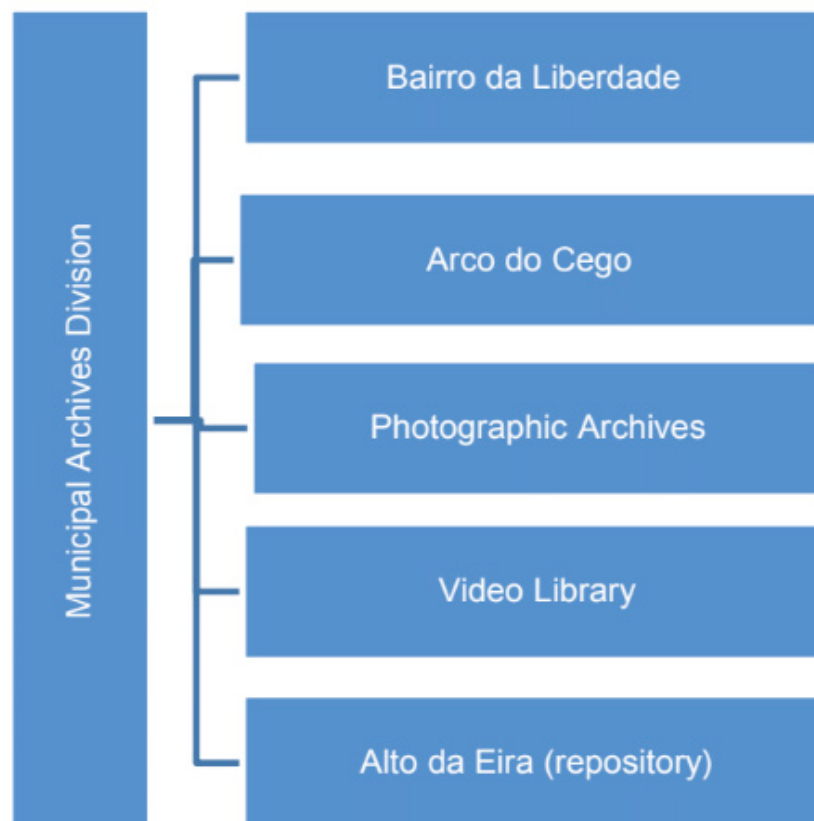 Municipal Archives Division
Bairro da Liberdade
Arco do Cego
Photographic Archives
Video Library
Alto da Eira (repository)